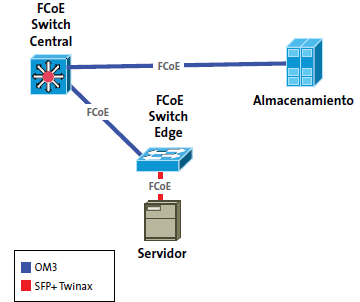 FCoE
Switch
Central
FCoE
Almacenamiento
FCoE
FCoE
Switch
Edge
FCoE
Servidor
OM3
SFP+ Twinax